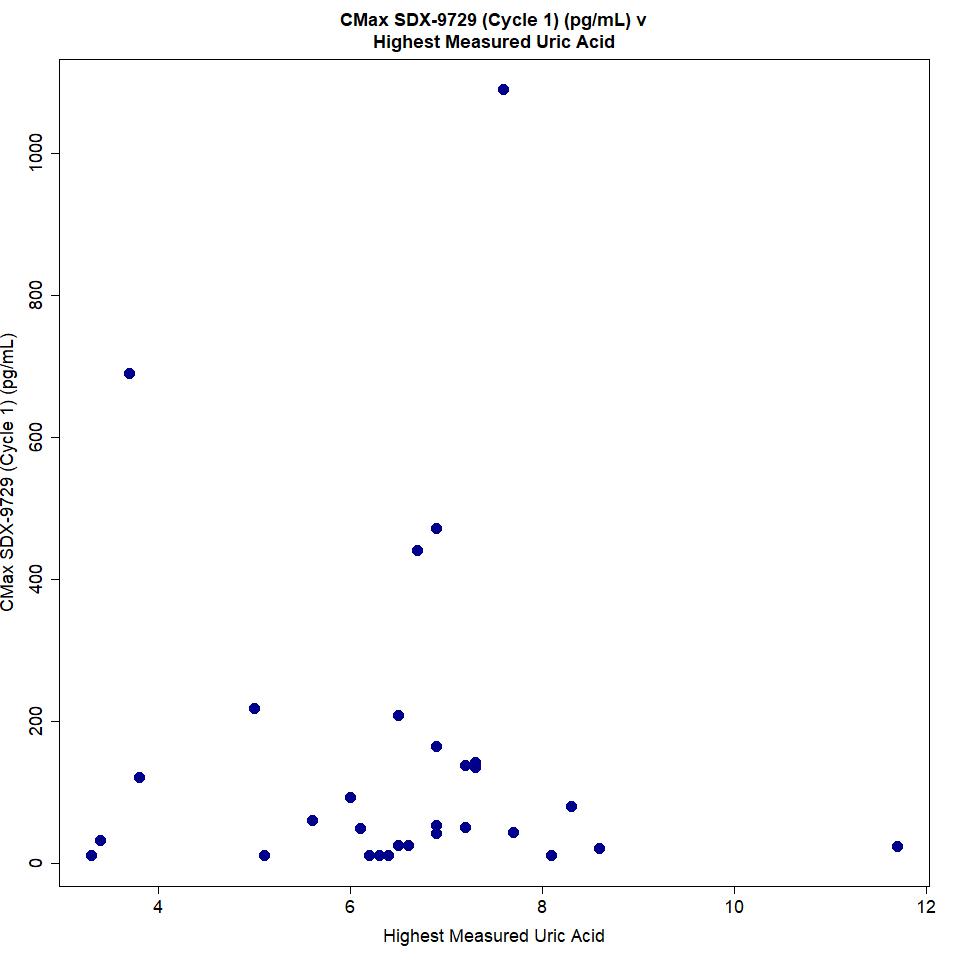 CMax SDX-9729 (Cycle 1) (pg/mL) v
Highest Measured Uric Acid
1000
800
600
400
200
0
CMax SDX-9729 (Cycle 1) (pg/mL)
4 6 8 10 12
Highest Measured Uric Acid